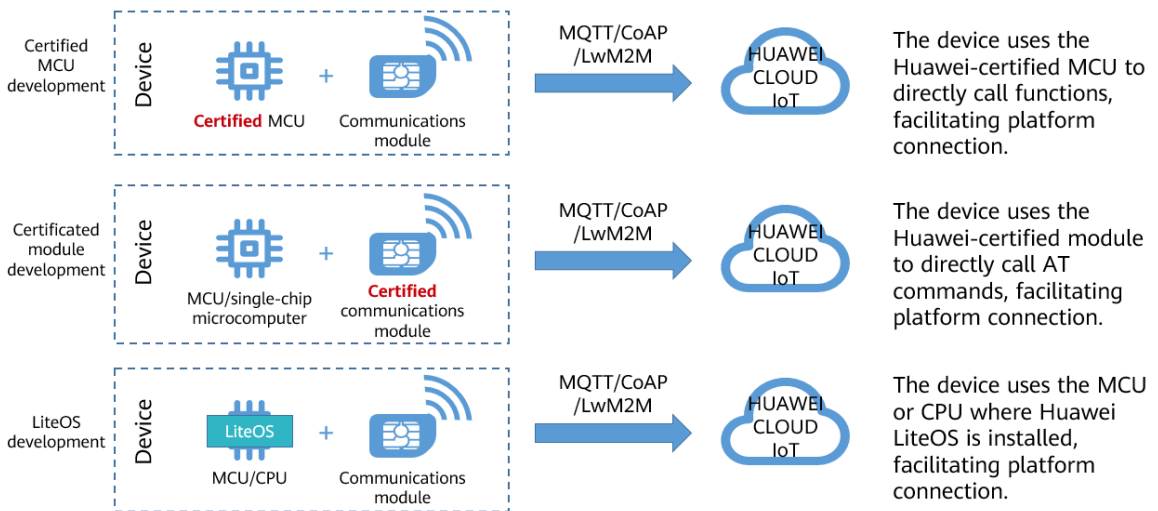 Certified
MCU
development
Device
Certified MCU
Communications
module
MQTT/CoAP
/LwM2M
HUAWEI
CLOUD
IoT
The device uses the
Huawei-certified MCU to
directly call functions,
facilitating platform
connection.
Certificated
module
development
Device
MCU/single-chip
microcomputer
Certified
communications
module
MQTT/CoAP
/LwM2M
HUAWEI
CLOUD
IoT
The device uses the
Huawei-certified module
to directly call AT
commands, facilitating
platform connection.
LiteOS
development
Device
LiteOS
MCU/CPU
Communications
module
MQTT/CoAP
/LwM2M
HUAWEI
CLOUD
IoT
The device uses the MCU
or CPU where Huawei
LiteOS is installed,
facilitating platform
connection.